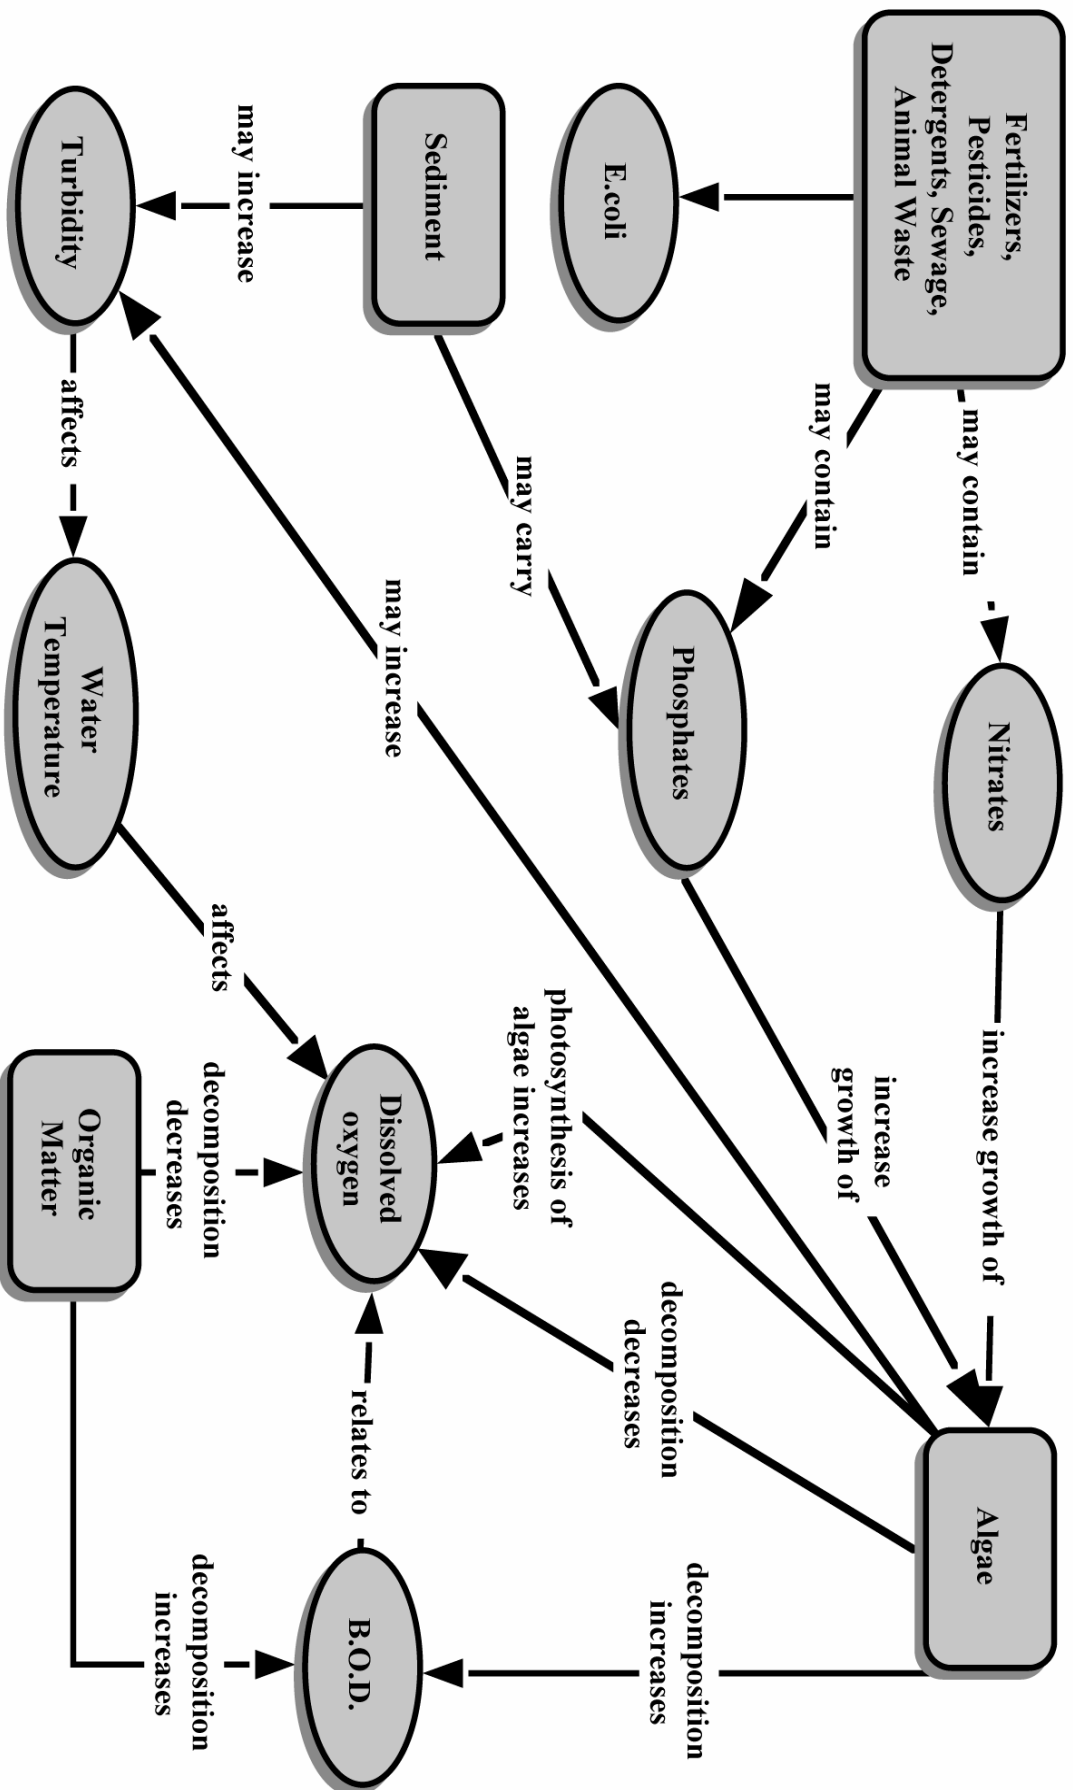 Fertilizers,
Pesticides,
Detergents, Sewage,
Animal Waste
may contain
Nitrates
increase growth of
Algae
may contain
Phosphates
increase
growth of
E.coli
Sediment
may carry
may increase
may increase
photosynthesis of
algae increases
decomposition
decreases
decomposition
increases
Turbidity
affects
Water
Temperature
affects
Dissolved
oxygen
relates to
B.O.D.
decomposition
decreases
Organic
Matter
decomposition
increases